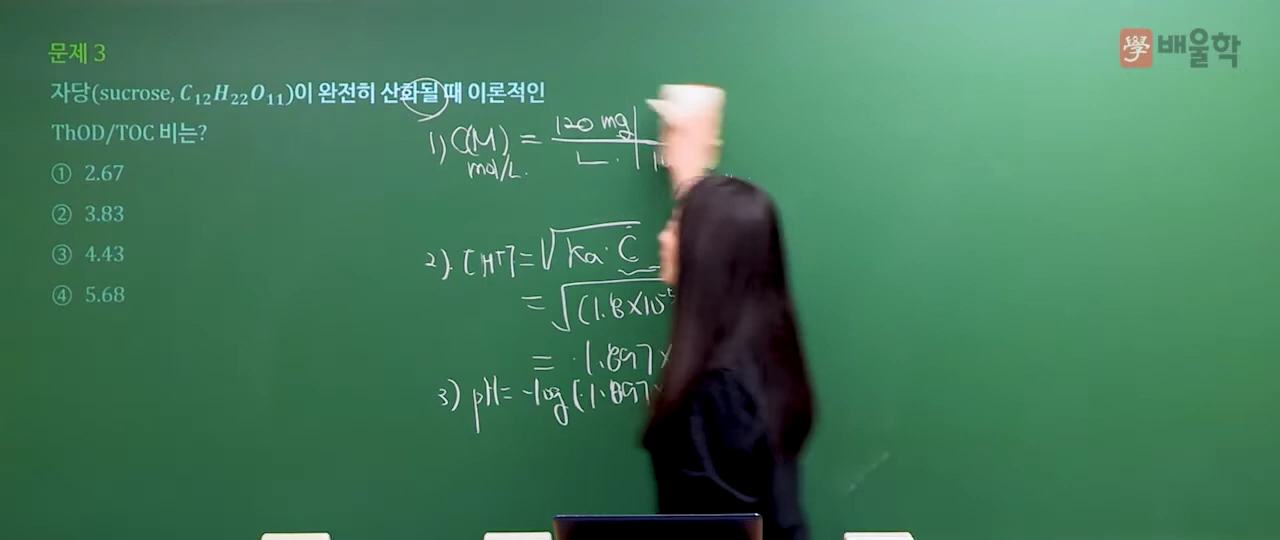 學 배울학
문제 3
자당(sucrose, C₁₂H₂₂O₁₁)이 완전히 산화될 때 이론적인
ThOD/TOC 비는?
① 2.67
② 3.83
③ 4.43
④ 5.68
1) C(M) = 120 mg
mol/L. L.
2). [H⁺] = √Ka · C
= √(1.8×10⁻⁵
= 1.897×
3) pH = -log(1.897×